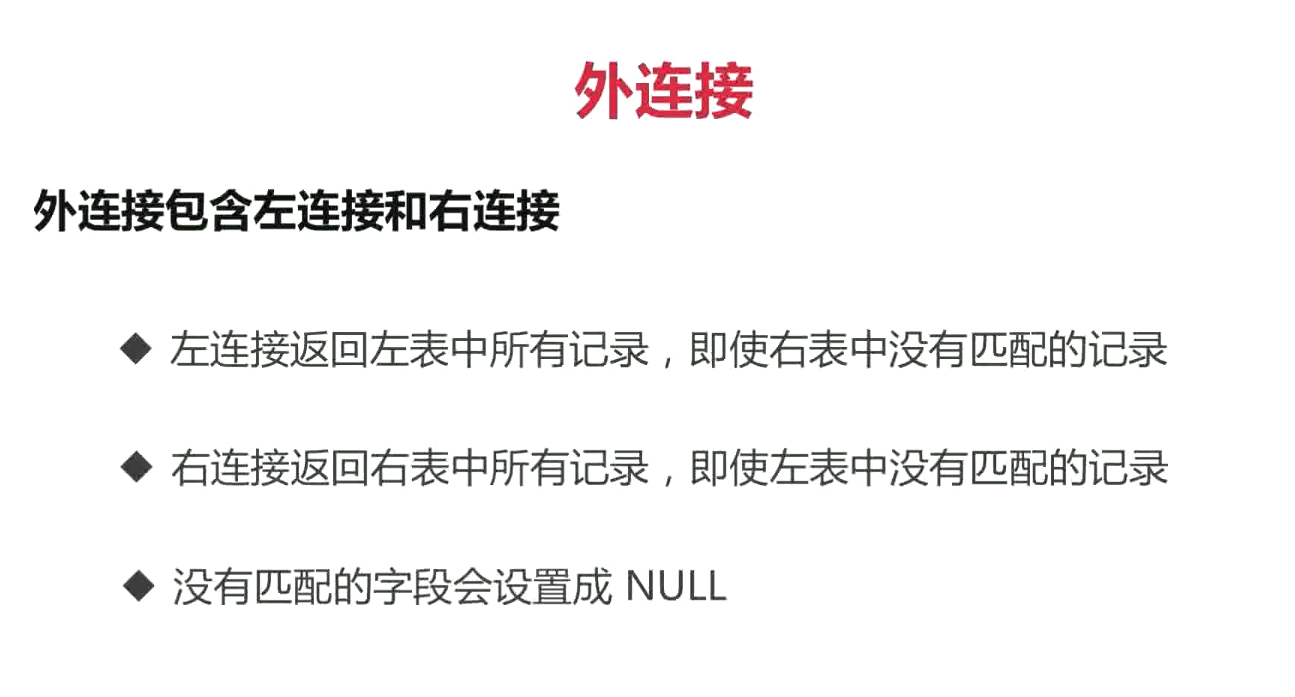 外连接
外连接包含左连接和右连接
◆ 左连接返回左表中所有记录，即使右表中没有匹配的记录
◆ 右连接返回右表中所有记录，即使左表中没有匹配的记录
◆ 没有匹配的字段会设置成 NULL